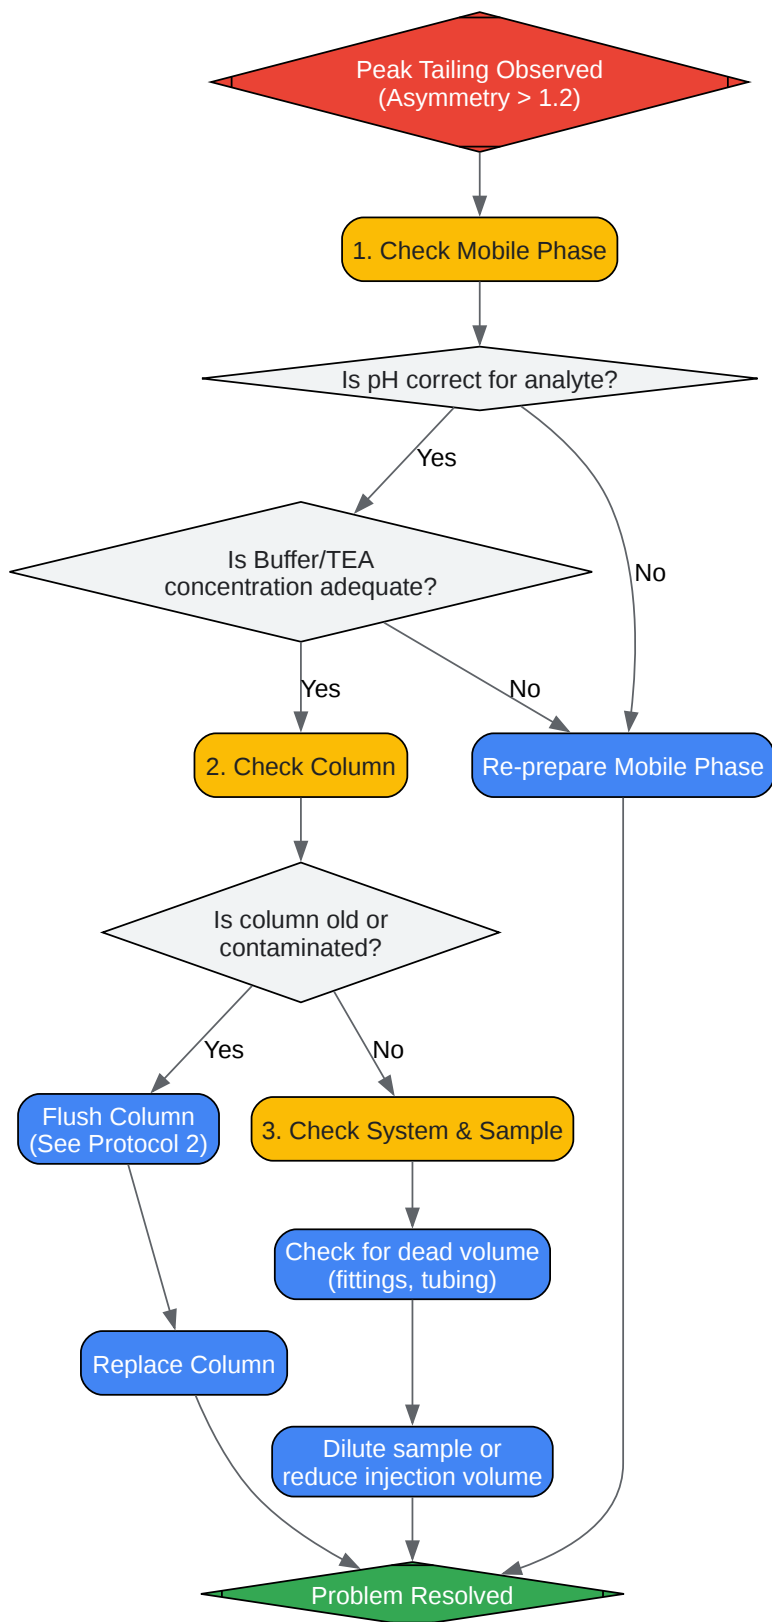 Peak Tailing Observed
(Asymmetry > 1.2)
1. Check Mobile Phase
Is pH correct for analyte?
Yes
Is Buffer/TEA
concentration adequate?
No
Yes
No
2. Check Column
Re-prepare Mobile Phase
Is column old or
contaminated?
Yes
No
Flush Column
(See Protocol 2)
3. Check System & Sample
Check for dead volume
(fittings, tubing)
Replace Column
Dilute sample or
reduce injection volume
Problem Resolved